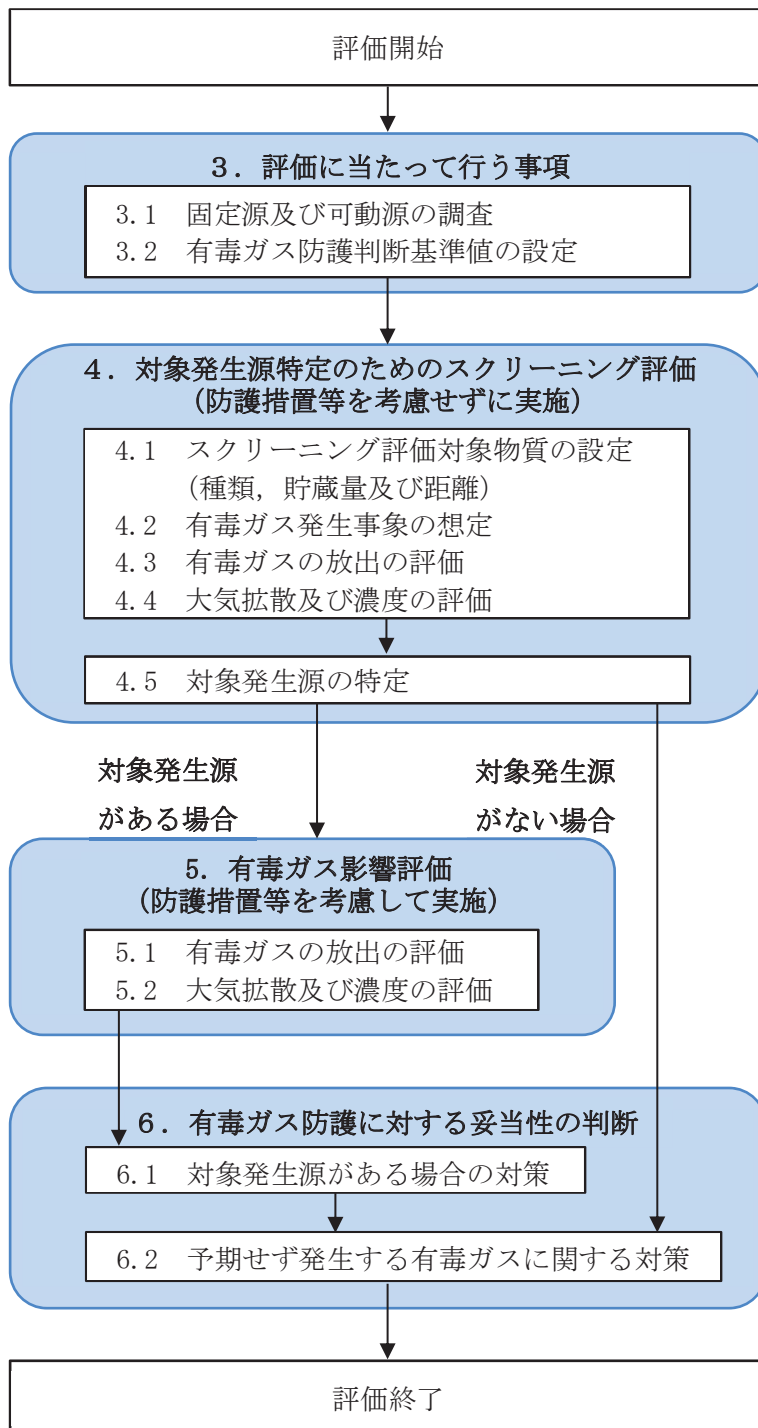 評価開始
３．評価に当たって行う事項
3.1 固定源及び可動源の調査
3.2 有毒ガス防護判断基準値の設定
４．対象発生源特定のためのスクリーニング評価
（防護措置等を考慮せずに実施）
4.1 スクリーニング評価対象物質の設定
（種類，貯蔵量及び距離）
4.2 有毒ガス発生事象の想定
4.3 有毒ガスの放出の評価
4.4 大気拡散及び濃度の評価
4.5 対象発生源の特定
対象発生源
がある場合
対象発生源
がない場合
5．有毒ガス影響評価
（防護措置等を考慮して実施）
5.1 有毒ガスの放出の評価
5.2 大気拡散及び濃度の評価
６．有毒ガス防護に対する妥当性の判断
6.1 対象発生源がある場合の対策
6.2 予期せず発生する有毒ガスに関する対策
評価終了